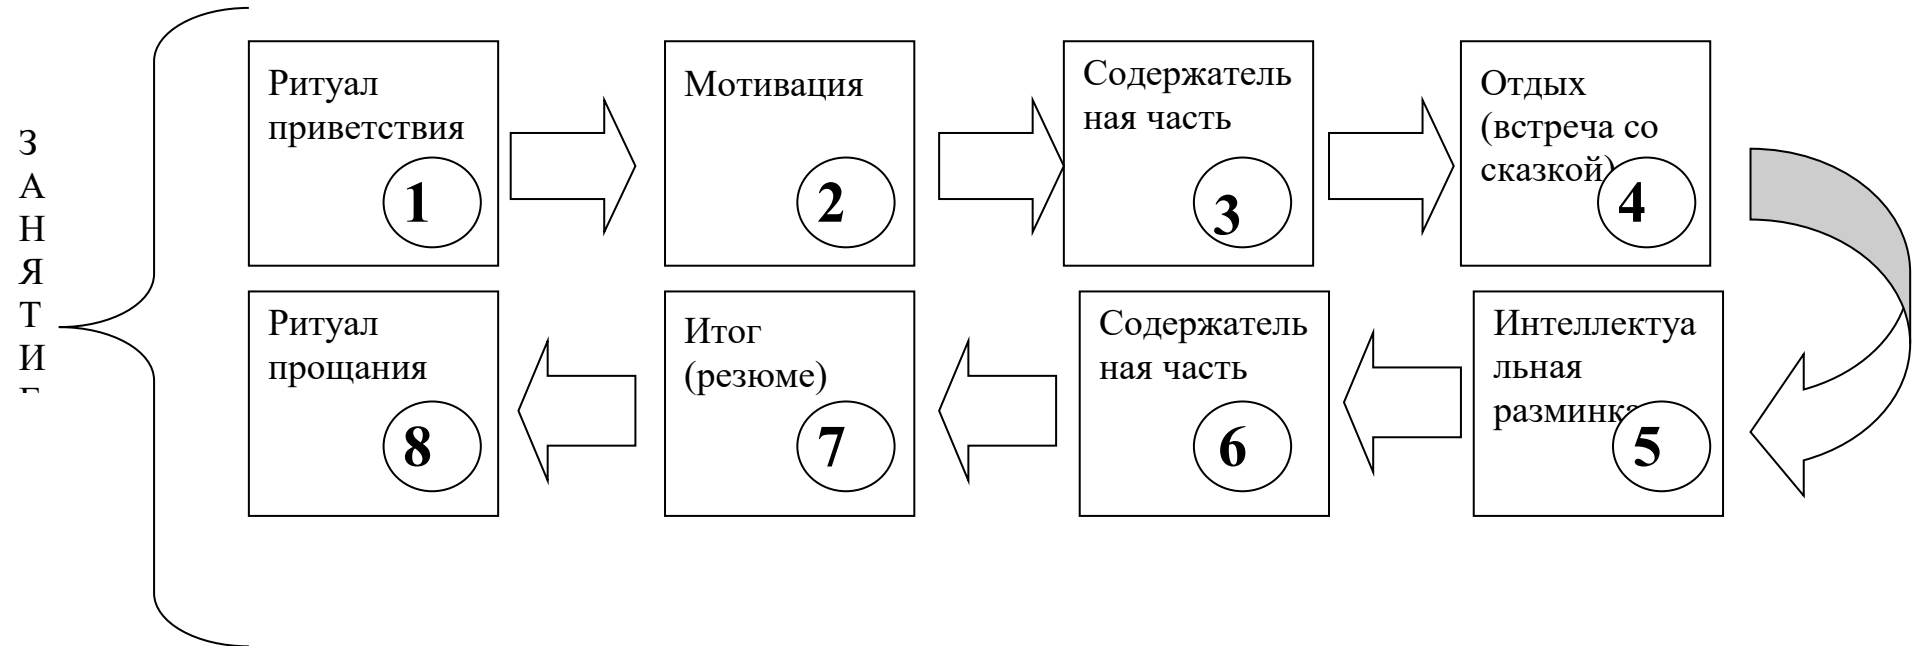 З
А
Н
Я
Т
И
Ритуал
приветствия
1
Мотивация
2
Содержатель
ная часть
3
Отдых
(встреча со
сказкой)
4
Интеллектуа
льная
разминка
5
Содержатель
ная часть
6
Итог
(резюме)
7
Ритуал
прощания
8